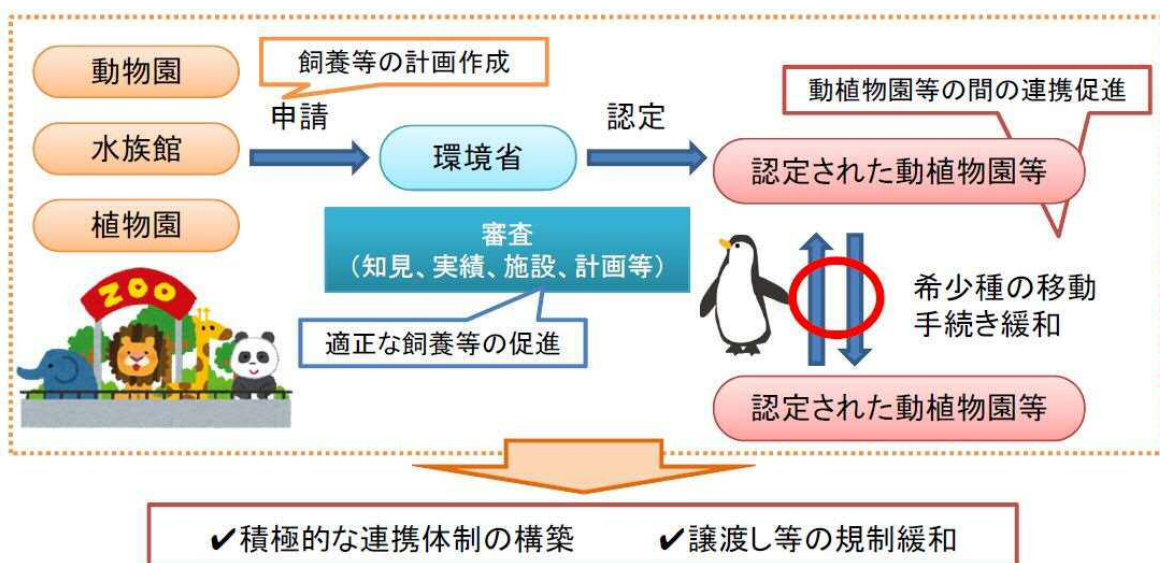 動物園
水族館
植物園
ZOO
飼養等の計画作成
申請
環境省
審査
（知見、実績、施設、計画等）
適正な飼養等の促進
認定
動植物園等の間の連携促進
認定された動植物園等
希少種の移動
手続き緩和
認定された動植物園等
✔積極的な連携体制の構築 ✔譲渡し等の規制緩和